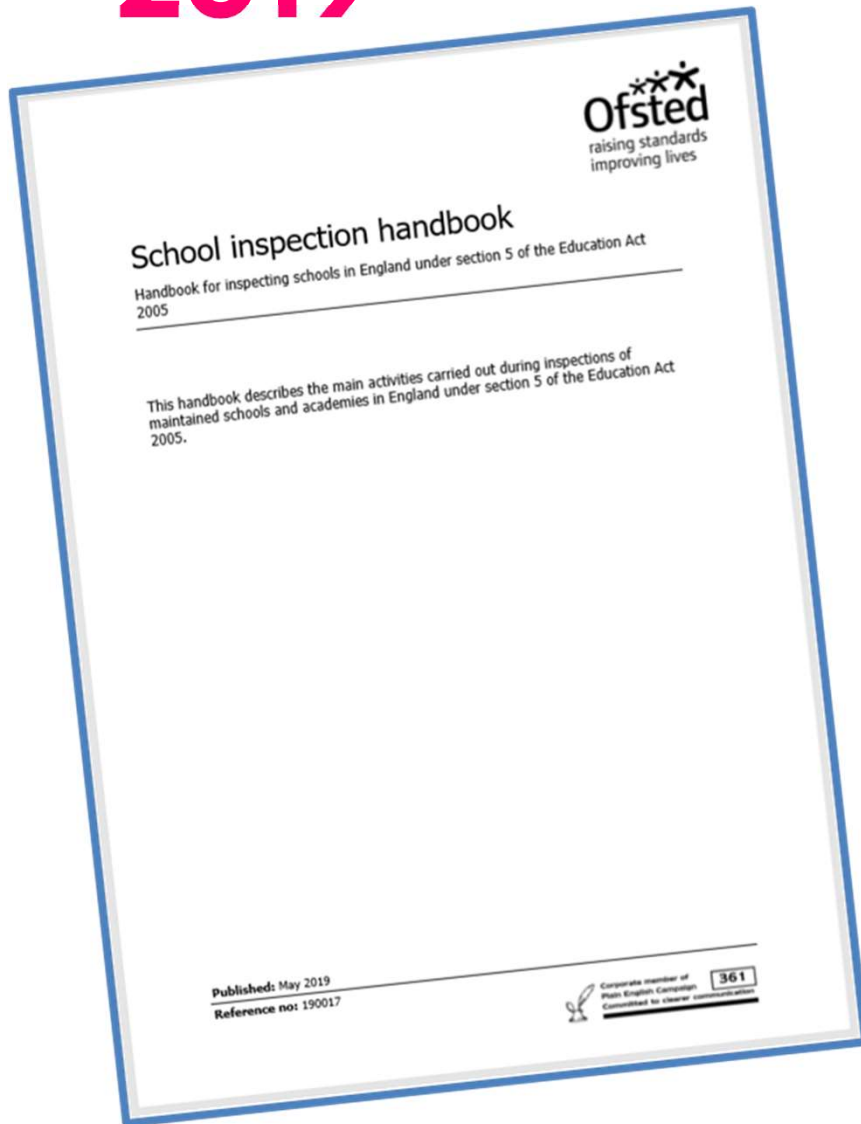 2019
Ofsted
raising standards
improving lives
School inspection handbook
Handbook for inspecting schools in England under section 5 of the Education Act
2005
This handbook describes the main activities carried out during inspections of
maintained schools and academies in England under section 5 of the Education Act
2005.
Published: May 2019
Reference no: 190017
Corporate member of
Plain English Campaign
Committed to clearer communication
361